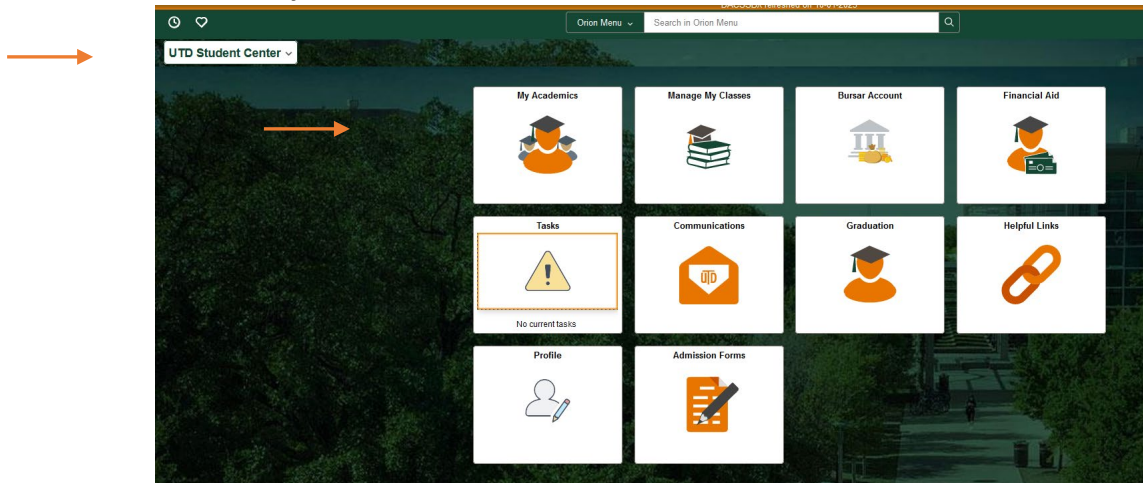 Orion Menu Search in Orion Menu
UTD Student Center
My Academics Manage My Classes Bursar Account Financial Aid
Tasks Communications Graduation Helpful Links
UTD
No current tasks
Profile Admission Forms